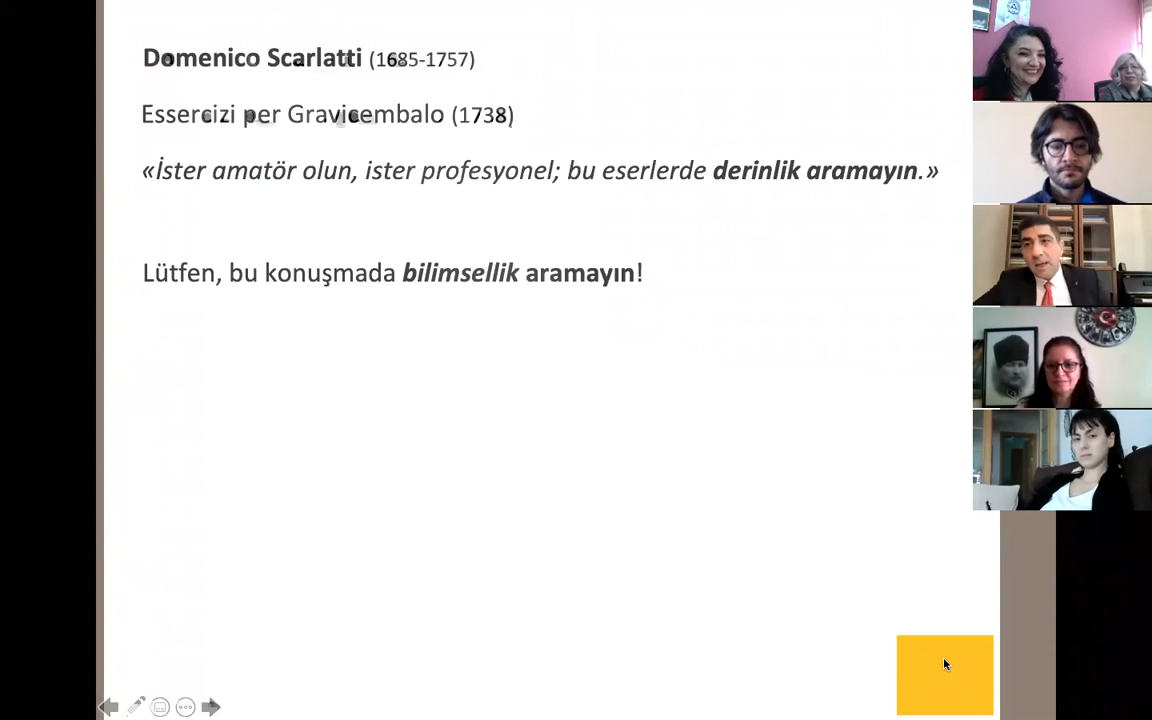 Domenico Scarlatti (1685-1757)
Essercizi per Gravicembalo (1738)
«İster amatör olun, ister profesyonel; bu eserlerde derinlik aramayın.»
Lütfen, bu konuşmada bilimsellik aramayın!